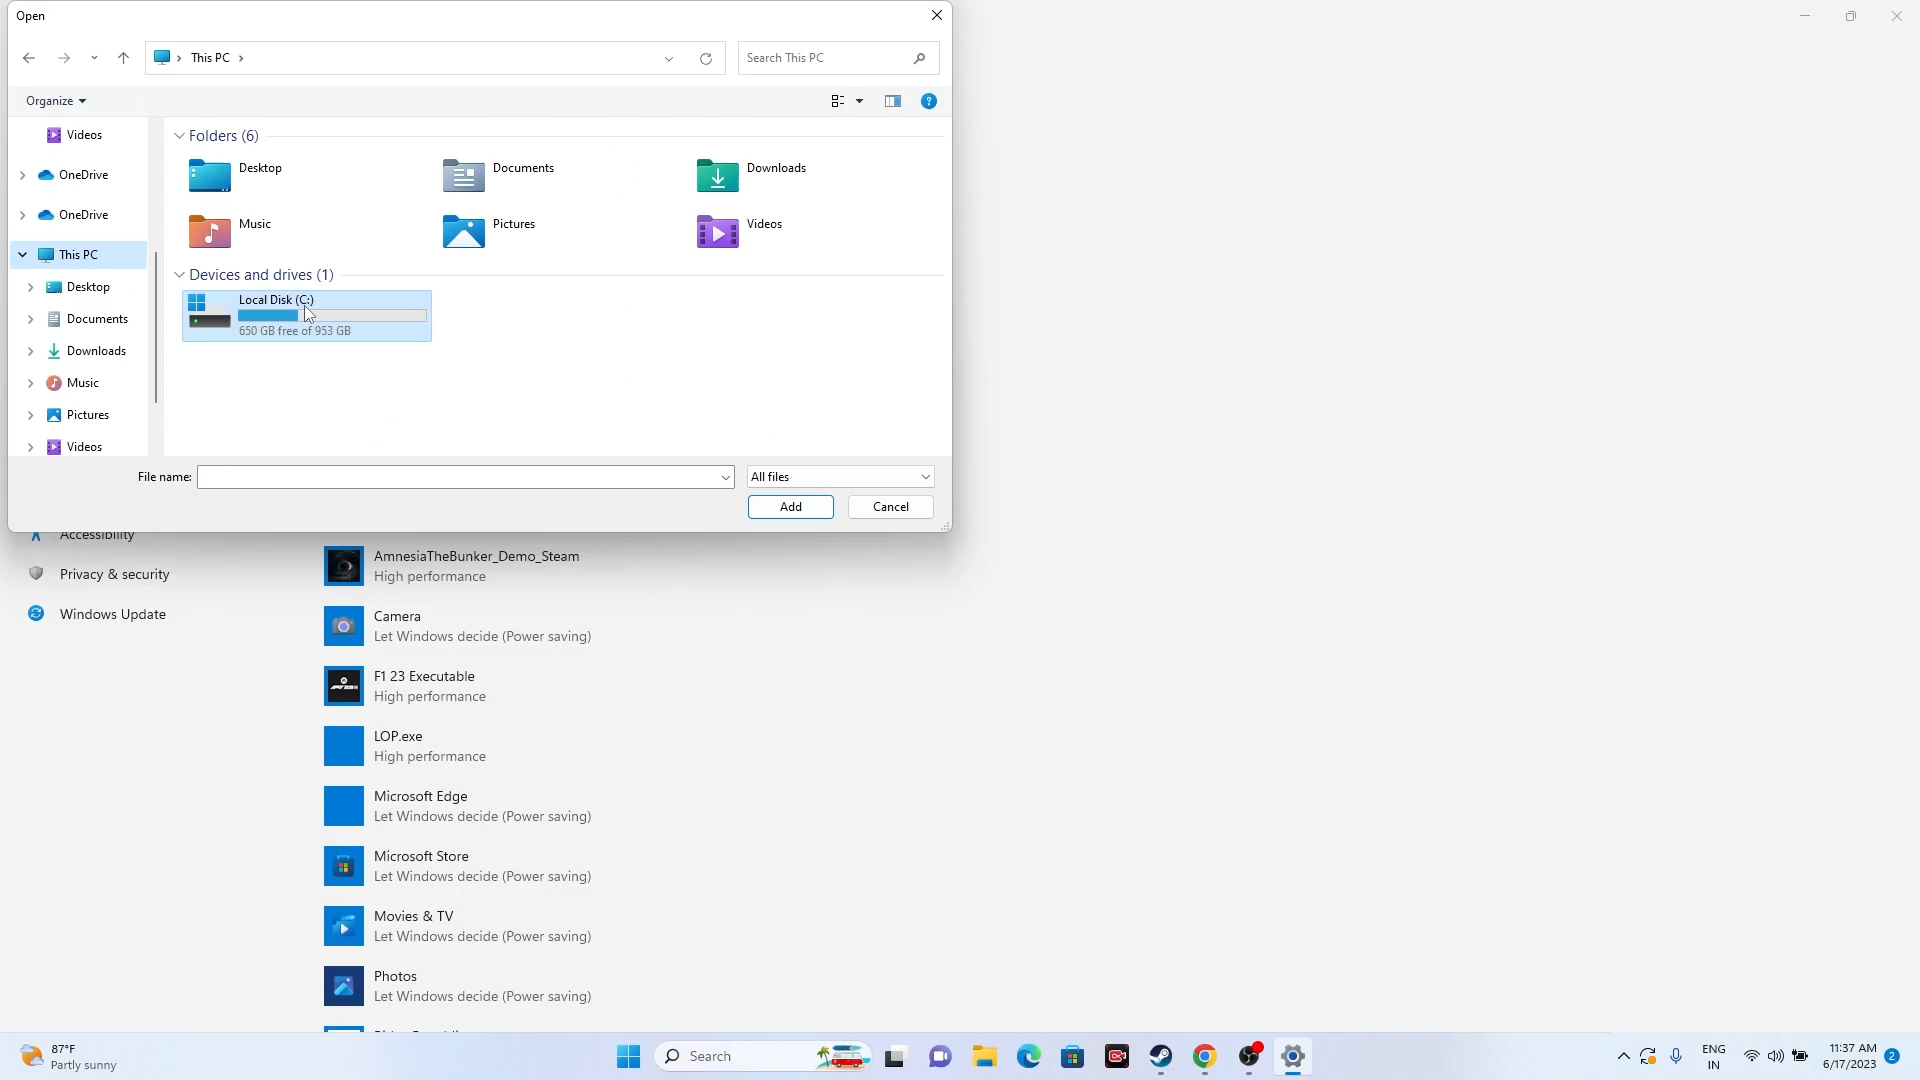 Open
This PC
Search This PC
Organize
Videos
OneDrive
OneDrive
This PC
Desktop
Documents
Downloads
Music
Pictures
Videos
Folders (6)
Desktop
Documents
Downloads
Music
Pictures
Videos
Devices and drives (1)
Local Disk (C:)
650 GB free of 953 GB
File name:
All files
Add
Cancel
Accessibility
Privacy & security
Windows Update
AmnesiaTheBunker_Demo_Steam
High performance
Camera
Let Windows decide (Power saving)
F1 23 Executable
High performance
LOP.exe
High performance
Microsoft Edge
Let Windows decide (Power saving)
Microsoft Store
Let Windows decide (Power saving)
Movies & TV
Let Windows decide (Power saving)
Photos
Let Windows decide (Power saving)
87°F
Partly sunny
Search
ENG
IN
11:37 AM
6/17/2023
2